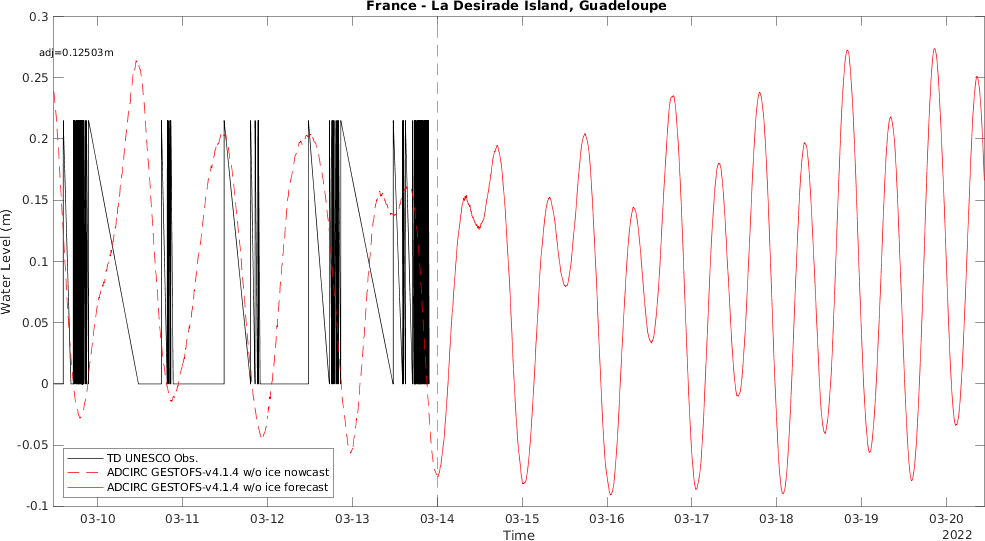 France - La Desirade Island, Guadeloupe
adj=0.12503m
0.3
0.25
0.2
0.15
0.1
0.05
0
-0.05
-0.1
Water Level (m)
TD UNESCO Obs.
ADCIRC GESTOFS-v4.1.4 w/o ice nowcast
ADCIRC GESTOFS-v4.1.4 w/o ice forecast
03-10 03-11 03-12 03-13 03-14 03-15 03-16 03-17 03-18 03-19 03-20
Time
2022